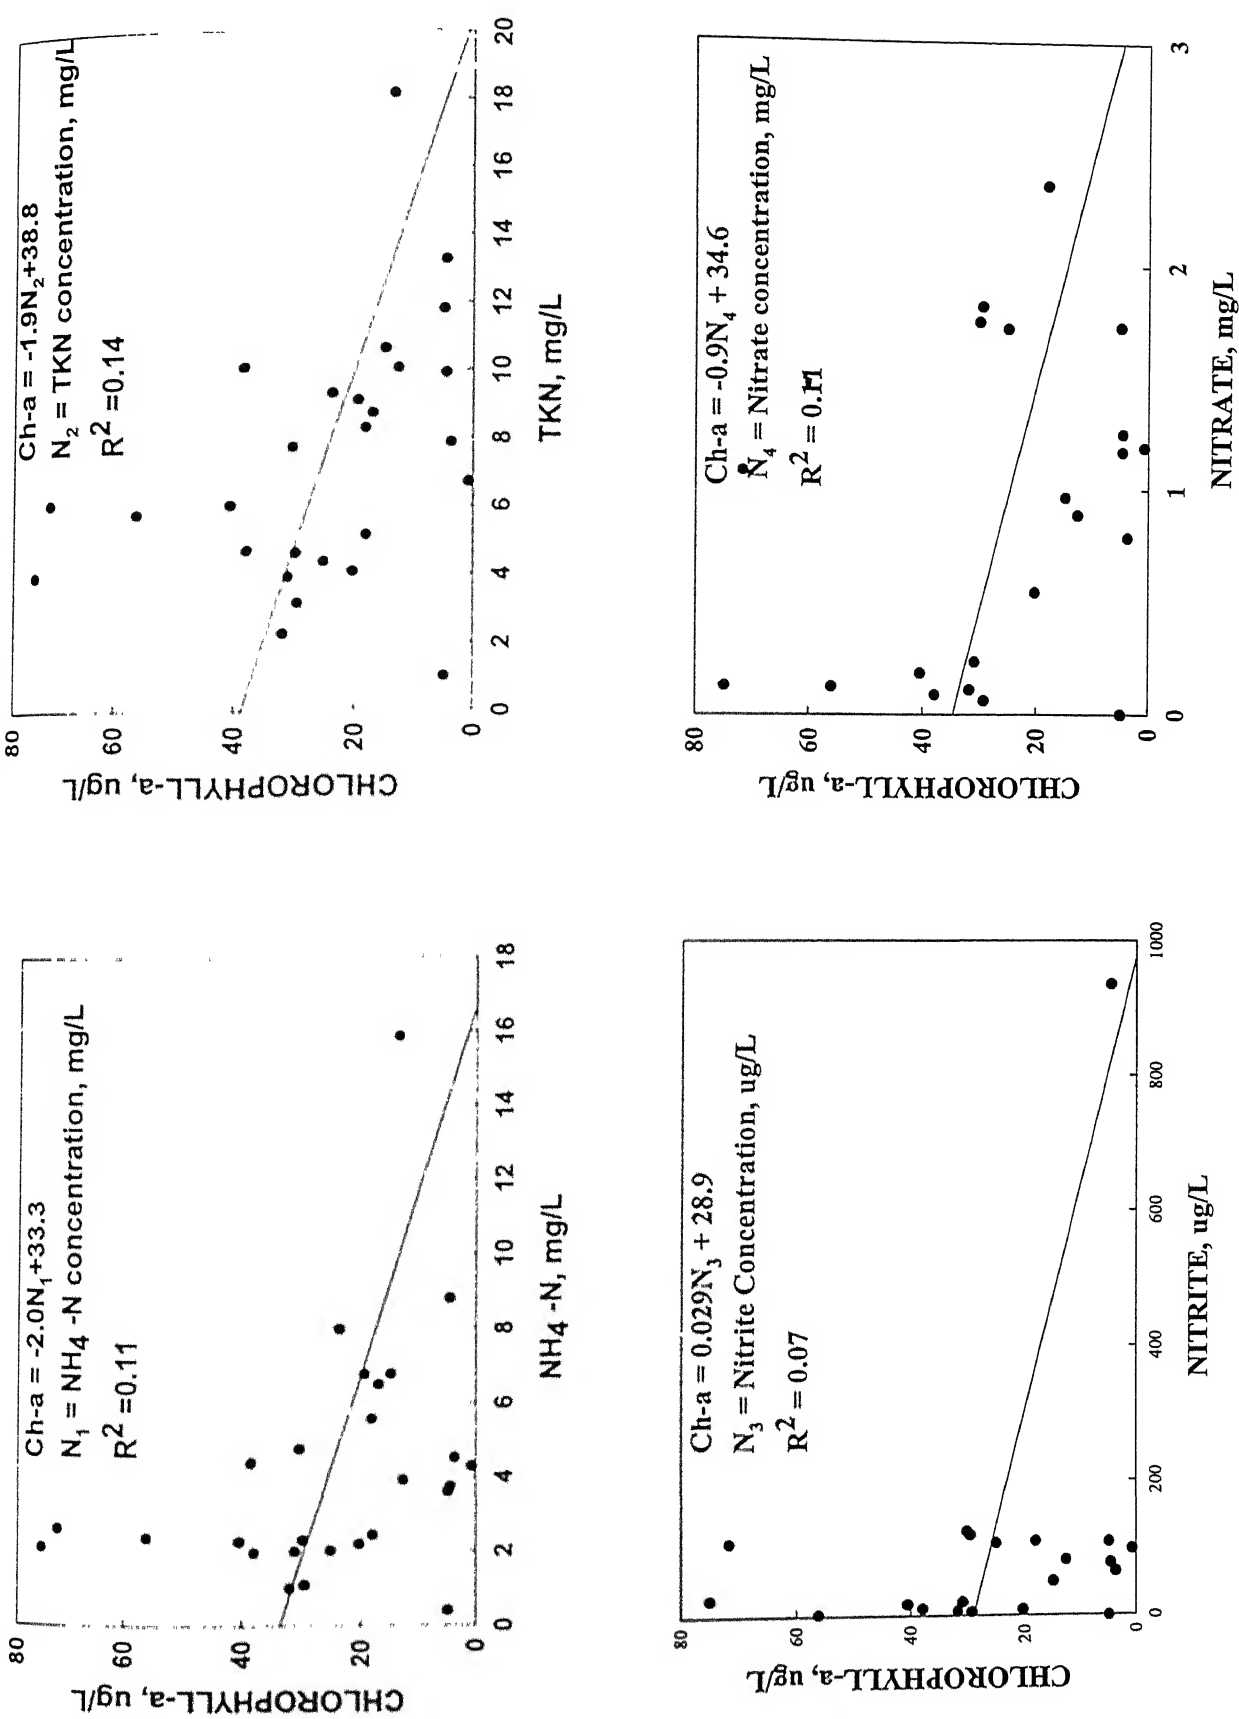 Ch-a = -2.0N1+33.3
N1 = NH4 -N concentration, mg/L
R2 =0.11
CHLOROPHYLL-a, ug/L
80
60
40
20
0
0 2 4 6 8 10 12 14 16 18
NH4 -N, mg/L
Ch-a = -1.9N2+38.8
N2 = TKN concentration, mg/L
R2 =0.14
CHLOROPHYLL-a, ug/L
80
60
40
20
0
0 2 4 6 8 10 12 14 16 18 20
TKN, mg/L
Ch-a = 0.029N3 + 28.9
N3 = Nitrite Concentration, ug/L
R2 = 0.07
CHLOROPHYLL-a, ug/L
80
60
40
20
0
0 200 400 600 800 1000
NITRITE, ug/L
Ch-a = -0.9N4 + 34.6
N4 = Nitrate concentration, mg/L
R2 = 0.11
CHLOROPHYLL-a, ug/L
80
60
40
20
0
0 1 2 3
NITRATE, mg/L